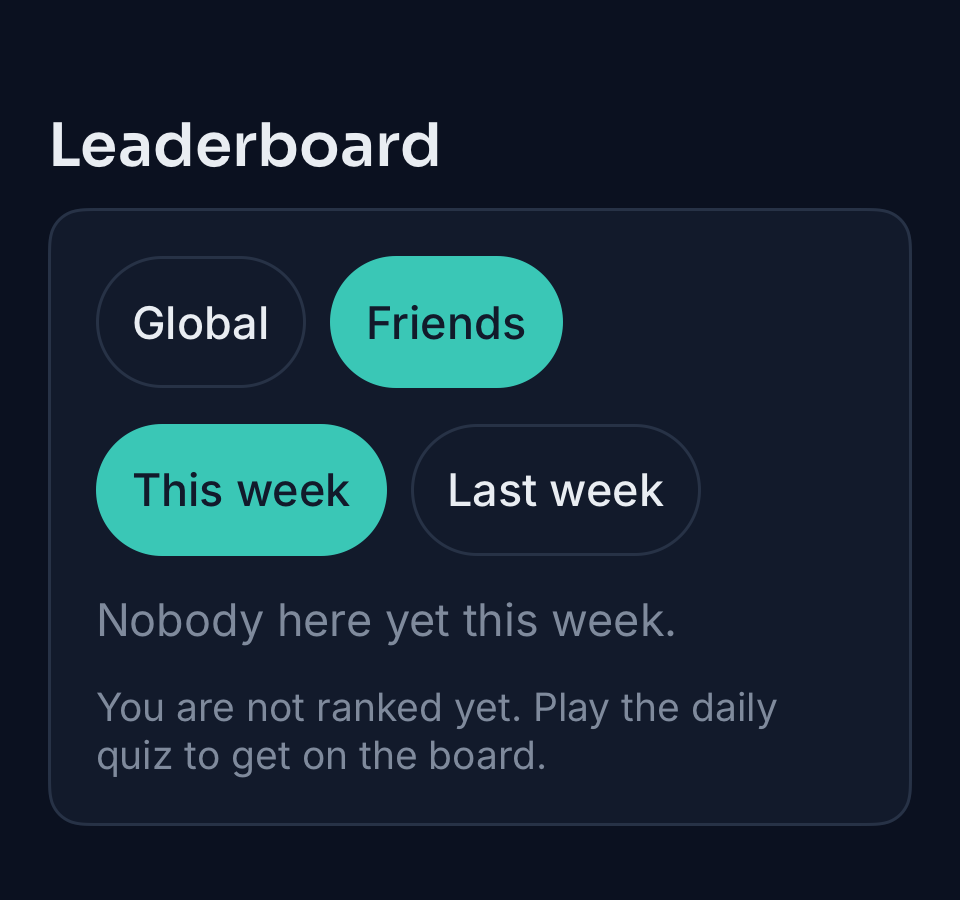 Leaderboard
Global Friends
This week Last week
Nobody here yet this week.
You are not ranked yet. Play the daily
quiz to get on the board.